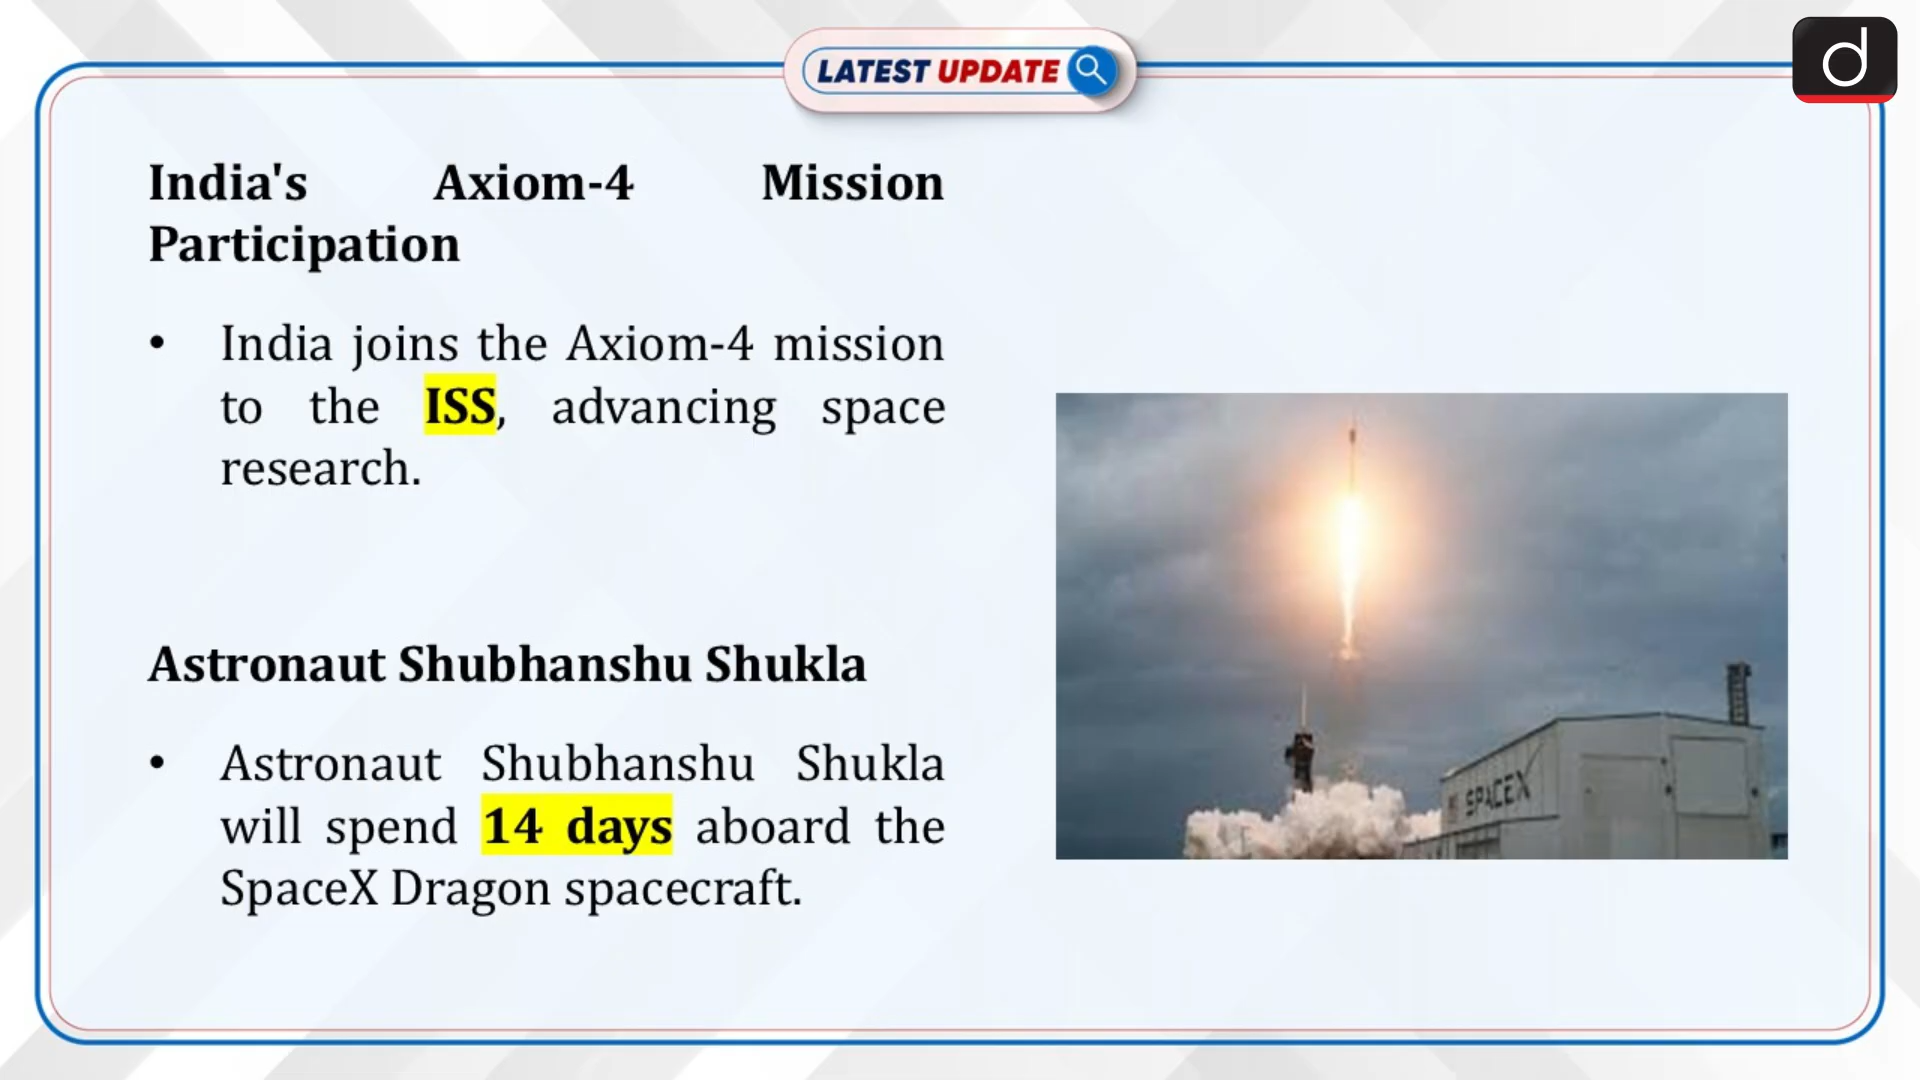 LATEST UPDATE
d
India's Axiom-4 Mission
Participation
• India joins the Axiom-4 mission
to the ISS, advancing space
research.
Astronaut Shubhanshu Shukla
• Astronaut Shubhanshu Shukla
will spend 14 days aboard the
SpaceX Dragon spacecraft.
SPACEX